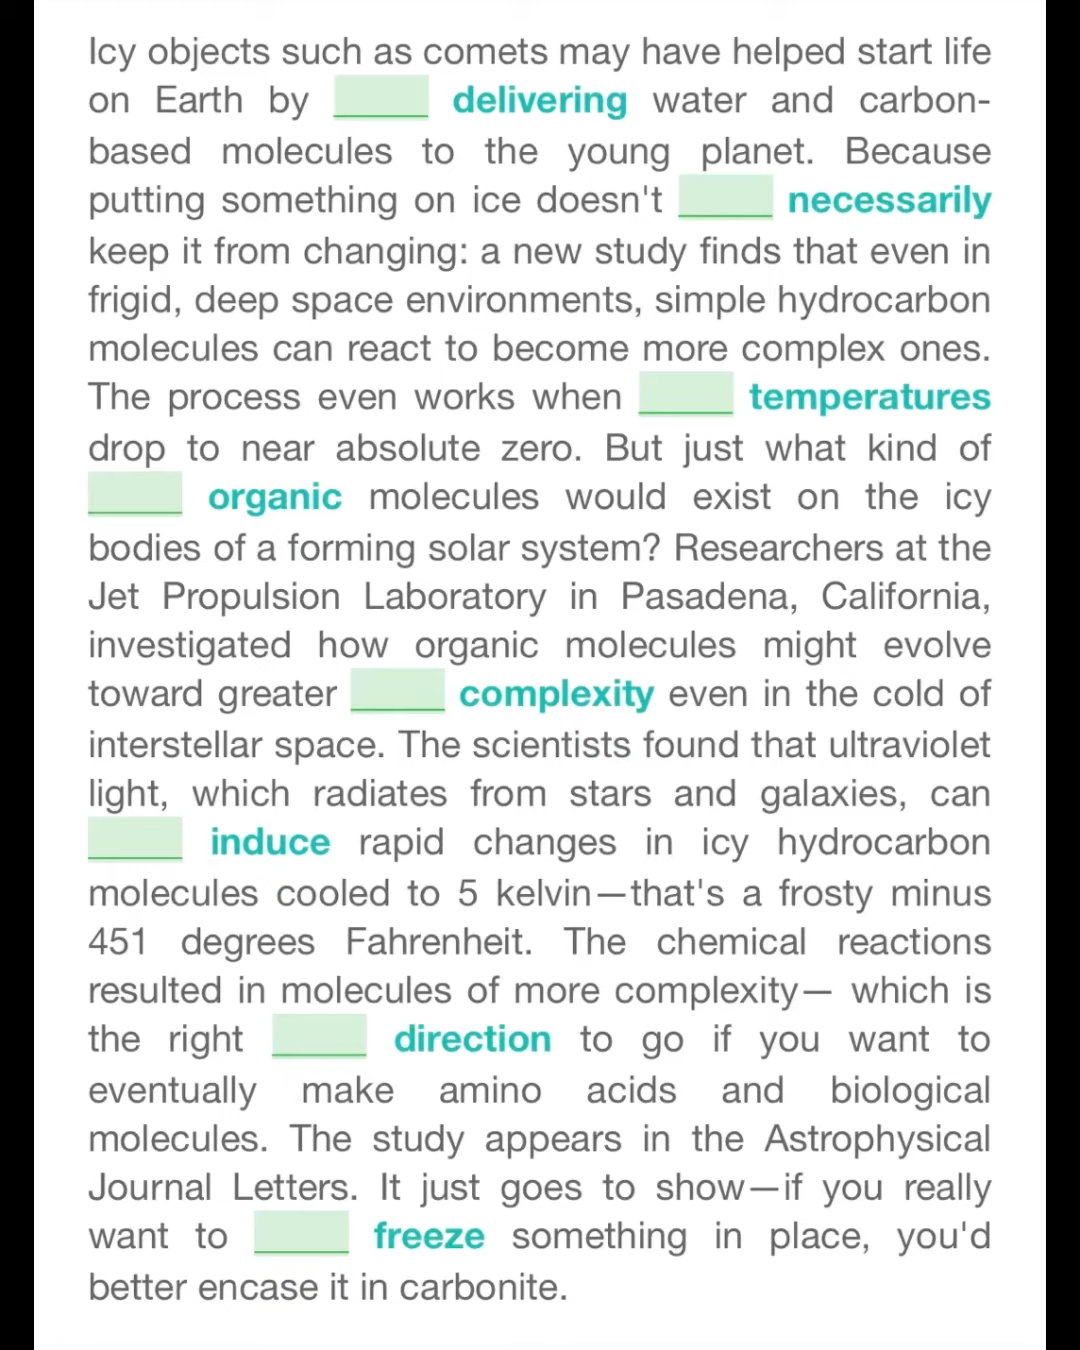 Icy objects such as comets may have helped start life
on Earth by delivering water and carbon-
based molecules to the young planet. Because
putting something on ice doesn't necessarily
keep it from changing: a new study finds that even in
frigid, deep space environments, simple hydrocarbon
molecules can react to become more complex ones.
The process even works when temperatures
drop to near absolute zero. But just what kind of
organic molecules would exist on the icy
bodies of a forming solar system? Researchers at the
Jet Propulsion Laboratory in Pasadena, California,
investigated how organic molecules might evolve
toward greater complexity even in the cold of
interstellar space. The scientists found that ultraviolet
light, which radiates from stars and galaxies, can
induce rapid changes in icy hydrocarbon
molecules cooled to 5 kelvin—that's a frosty minus
451 degrees Fahrenheit. The chemical reactions
resulted in molecules of more complexity— which is
the right direction to go if you want to
eventually make amino acids and biological
molecules. The study appears in the Astrophysical
Journal Letters. It just goes to show—if you really
want to freeze something in place, you'd
better encase it in carbonite.